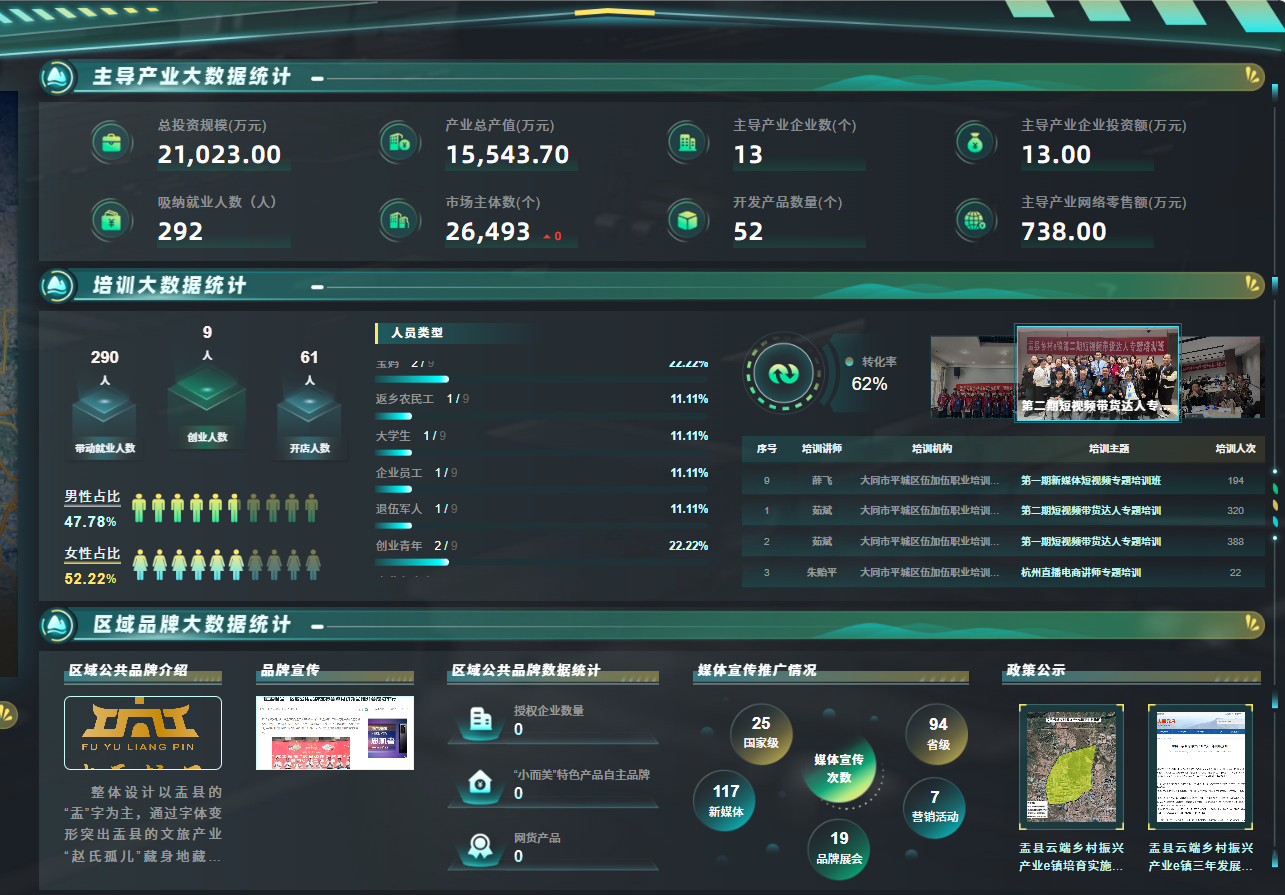 主导产业大数据统计
总投资规模(万元)
21,023.00
产业总产值(万元)
15,543.70
主导产业企业数(个)
13
主导产业企业投资额(万元)
13.00
吸纳就业人数（人）
292
市场主体数(个)
26,493 0
开发产品数量(个)
52
主导产业网络零售额(万元)
738.00
培训大数据统计
290
人
带动就业人数
9
人
创业人数
61
人
开店人数
男性占比
47.78%
女性占比
52.22%
人员类型
宝妈 2 / 9 22.22%
返乡农民工 1 / 9 11.11%
大学生 1 / 9 11.11%
企业员工 1 / 9 11.11%
退伍军人 1 / 9 11.11%
创业青年 2 / 9 22.22%
转化率
62%
盂县乡村e镇第二期短视频带货达人专题培训班
第二期短视频带货达人专...
序号 培训讲师 培训机构 培训主题 培训人次
9 薛飞 大同市平城区伍加伍职业培训... 第一期新媒体短视频专题培训班 194
1 茹斌 大同市平城区伍加伍职业培训... 第二期短视频带货达人专题培训 320
2 茹斌 大同市平城区伍加伍职业培训... 第一期短视频带货达人专题培训 388
3 朱贻平 大同市平城区伍加伍职业培训... 杭州直播电商讲师专题培训 22
区域品牌大数据统计
区域公共品牌介绍
FU YU LIANG PIN
整体设计以盂县的
“盂”字为主，通过字体变
形突出盂县的文旅产业
“赵氏孤儿”藏身地藏...
品牌宣传
区域公共品牌数据统计
授权企业数量
0
“小而美”特色产品自主品牌
0
网货产品
0
媒体宣传推广情况
25
国家级
94
省级
媒体宣传
次数
117
新媒体
7
营销活动
19
品牌展会
政策公示
盂县云端乡村振兴
产业e镇培育实施...
盂县云端乡村振兴
产业e镇三年发展...